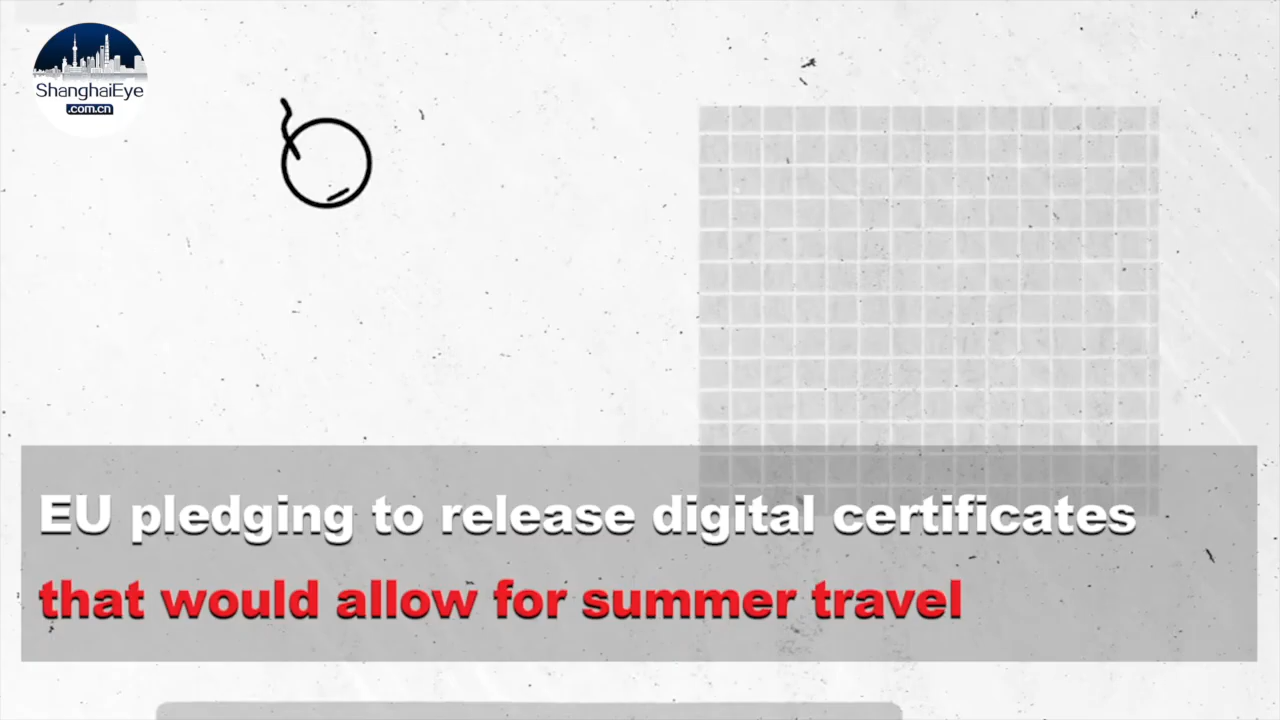 ShanghaiEye
.com.cn
EU pledging to release digital certificates
that would allow for summer travel